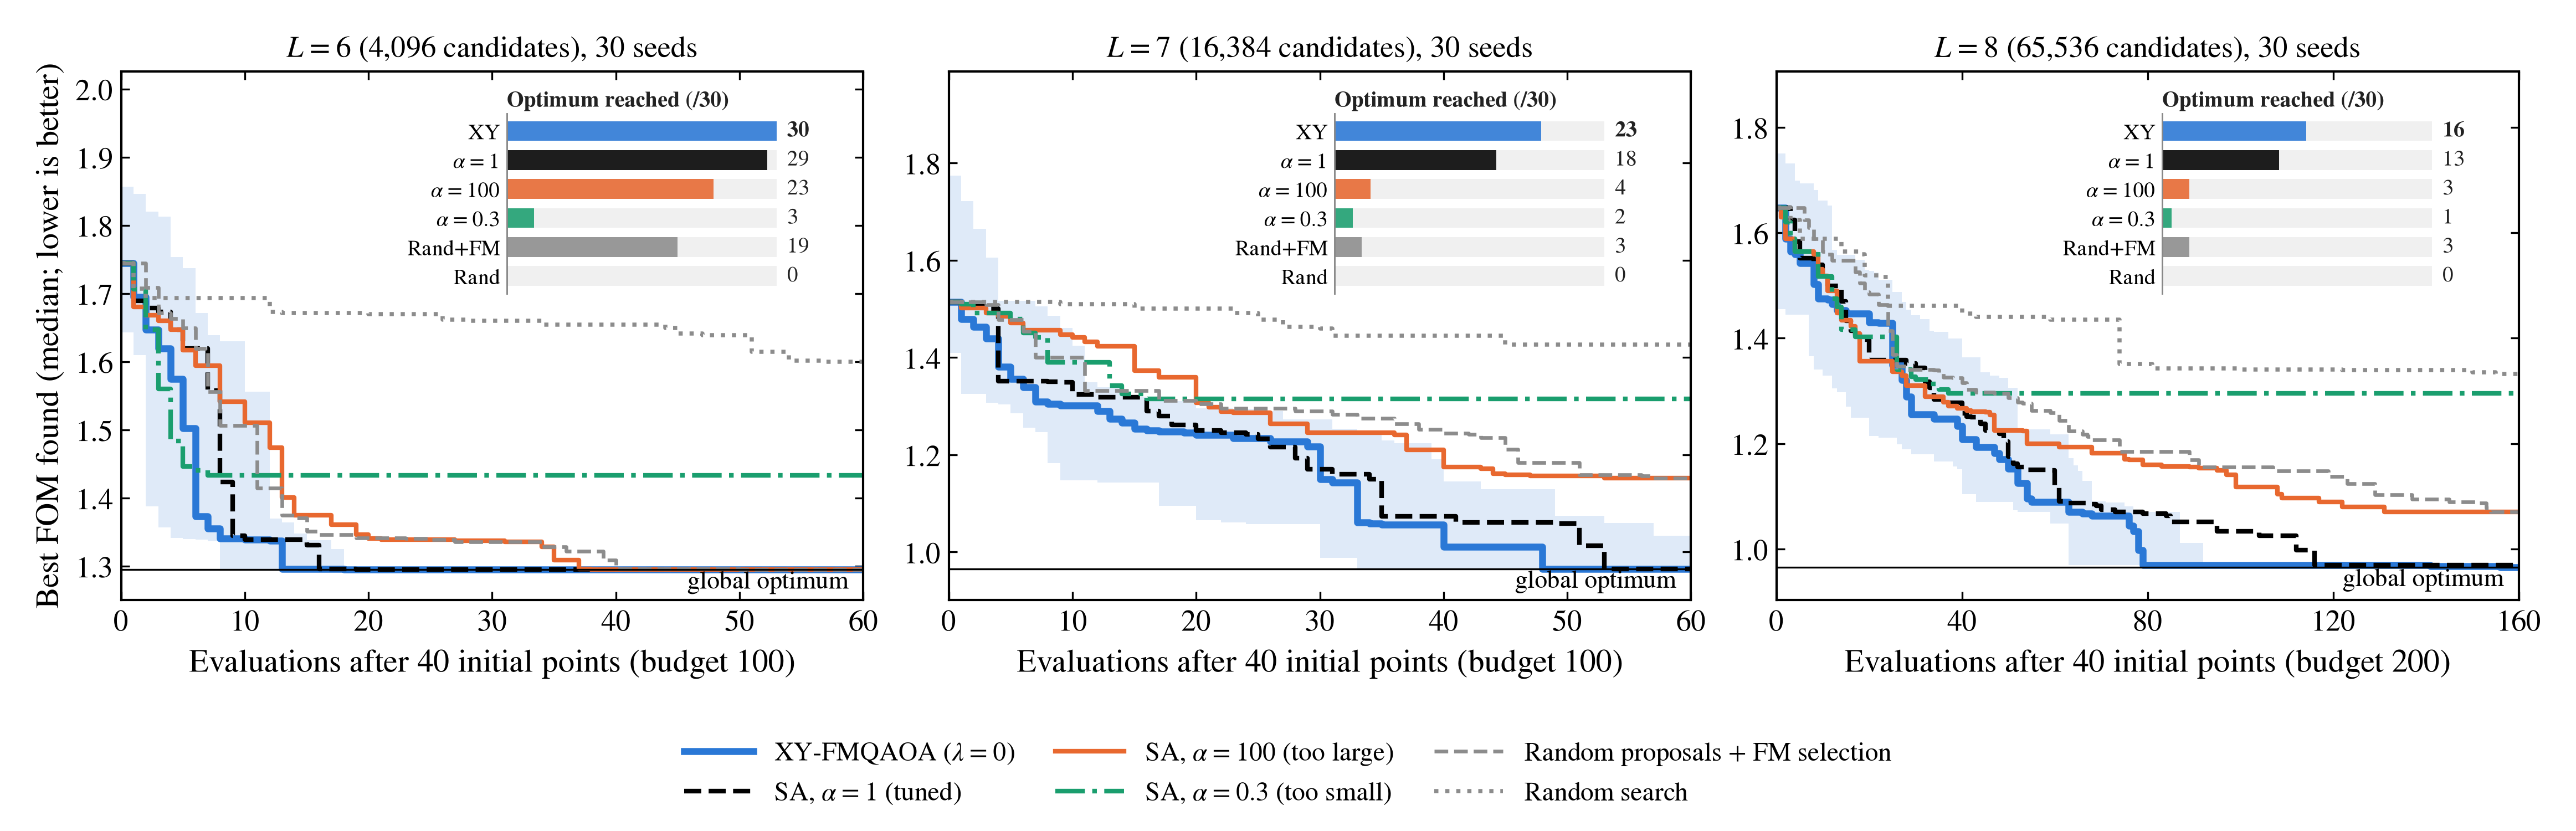 L = 6 (4,096 candidates), 30 seeds
Best FOM found (median; lower is better)
2.0
1.9
1.8
1.7
1.6
1.5
1.4
1.3
Optimum reached (/30)
XY 30
α = 1 29
α = 100 23
α = 0.3 3
Rand+FM 19
Rand 0
global optimum
0 10 20 30 40 50 60
Evaluations after 40 initial points (budget 100)
L = 7 (16,384 candidates), 30 seeds
1.8
1.6
1.4
1.2
1.0
Optimum reached (/30)
XY 23
α = 1 18
α = 100 4
α = 0.3 2
Rand+FM 3
Rand 0
global optimum
0 10 20 30 40 50 60
Evaluations after 40 initial points (budget 100)
L = 8 (65,536 candidates), 30 seeds
1.8
1.6
1.4
1.2
1.0
Optimum reached (/30)
XY 16
α = 1 13
α = 100 3
α = 0.3 1
Rand+FM 3
Rand 0
global optimum
0 40 80 120 160
Evaluations after 40 initial points (budget 200)
XY-FMQAOA (λ = 0)
SA, α = 1 (tuned)
SA, α = 100 (too large)
SA, α = 0.3 (too small)
Random proposals + FM selection
Random search